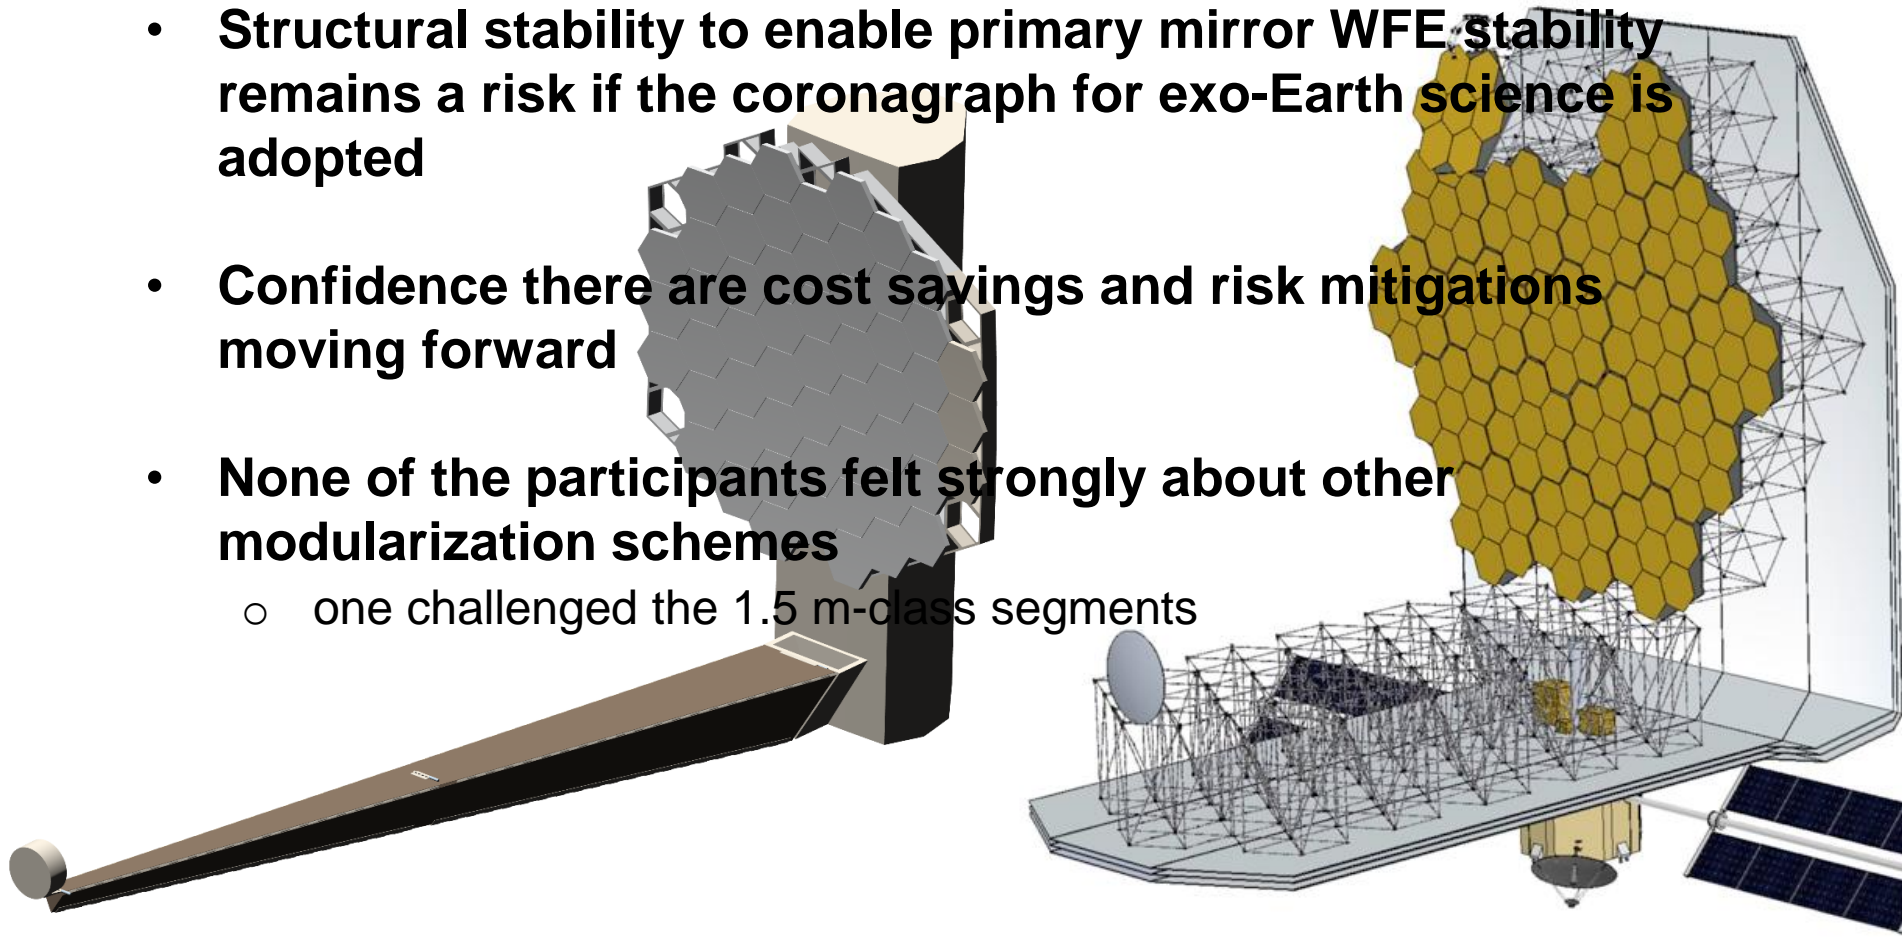 • Structural stability to enable primary mirror WFE stability
remains a risk if the coronagraph for exo-Earth science is
adopted
• Confidence there are cost savings and risk mitigations
moving forward
• None of the participants felt strongly about other
modularization schemes
○ one challenged the 1.5 m-class segments